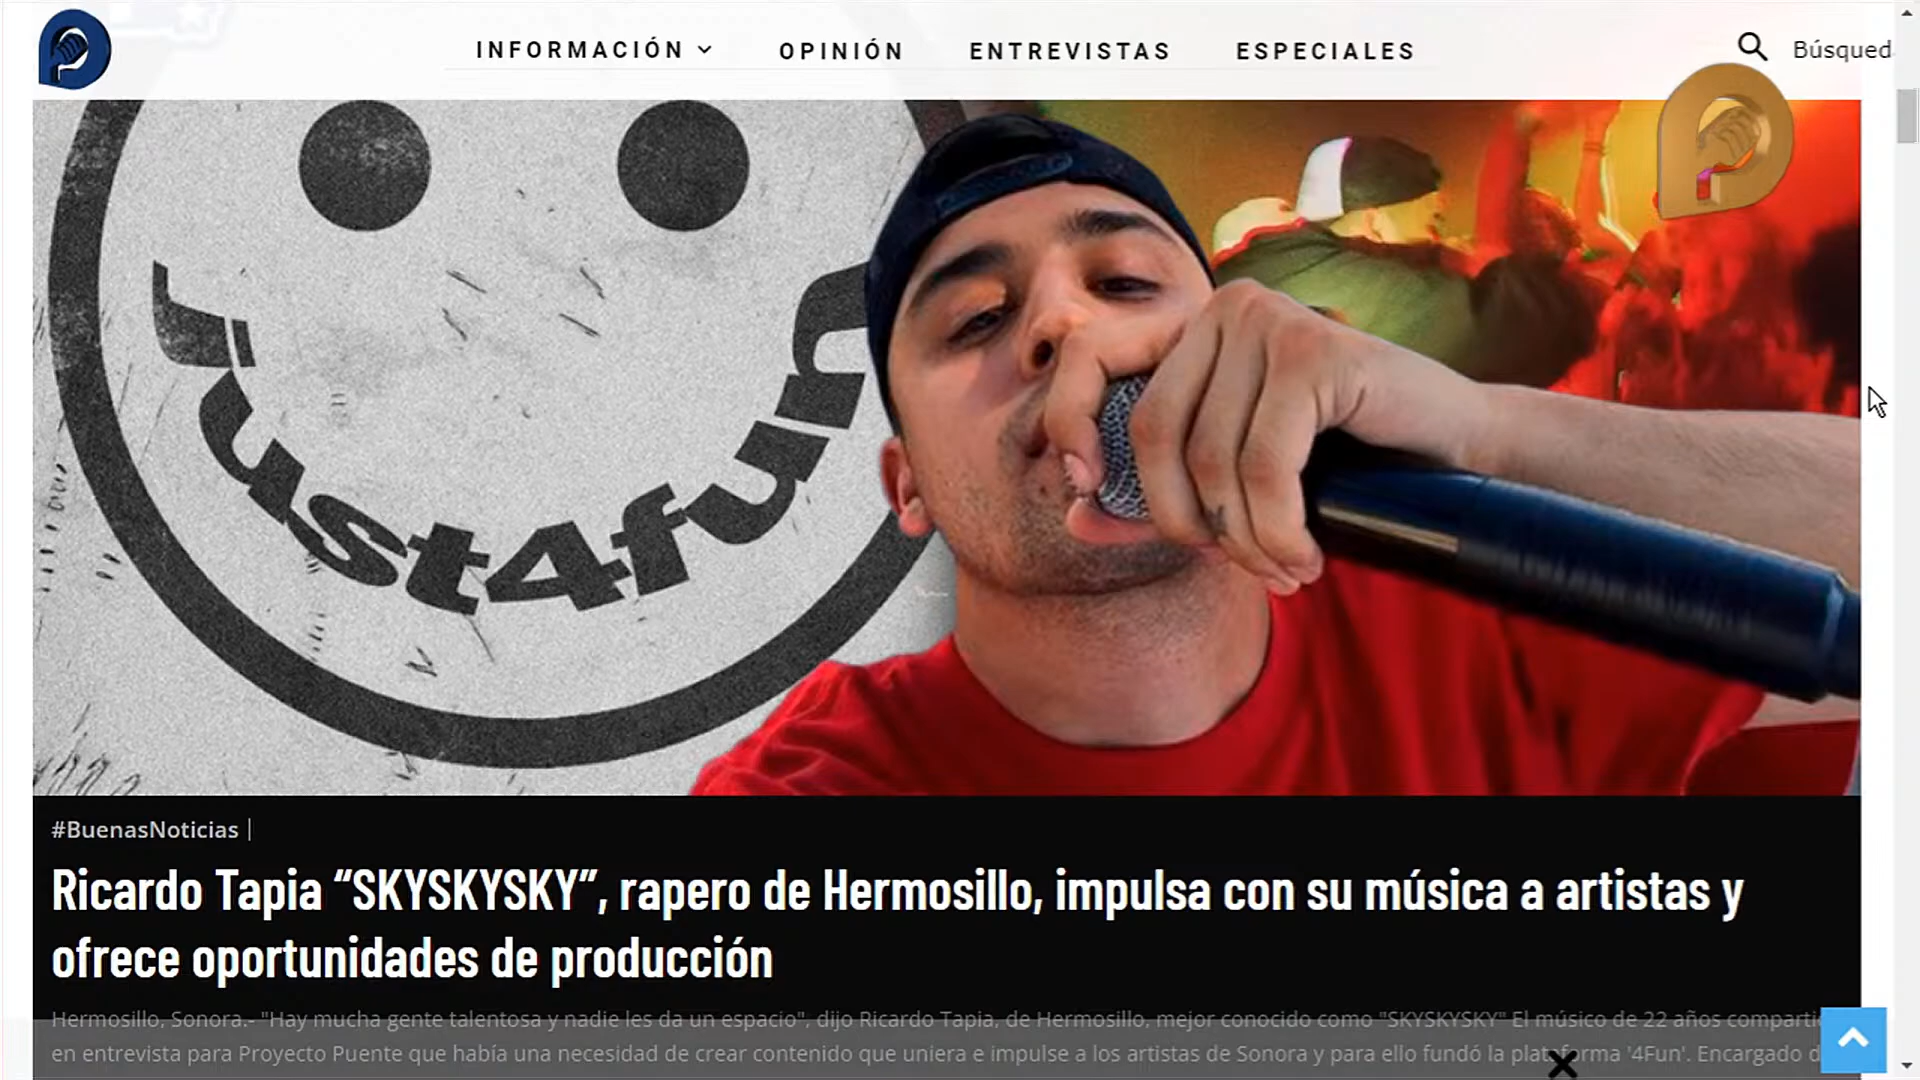 INFORMACIÓN
OPINIÓN
ENTREVISTAS
ESPECIALES
Búsqued
just4fun
#BuenasNoticias |
Ricardo Tapia “SKYSKYSKY”, rapero de Hermosillo, impulsa con su música a artistas y
ofrece oportunidades de producción
Hermosillo, Sonora.- "Hay mucha gente talentosa y nadie les da un espacio", dijo Ricardo Tapia, de Hermosillo, mejor conocido como "SKYSKYSKY" El músico de 22 años comparti
en entrevista para Proyecto Puente que había una necesidad de crear contenido que uniera e impulse a los artistas de Sonora y para ello fundó la plataforma '4Fun'. Encargado d